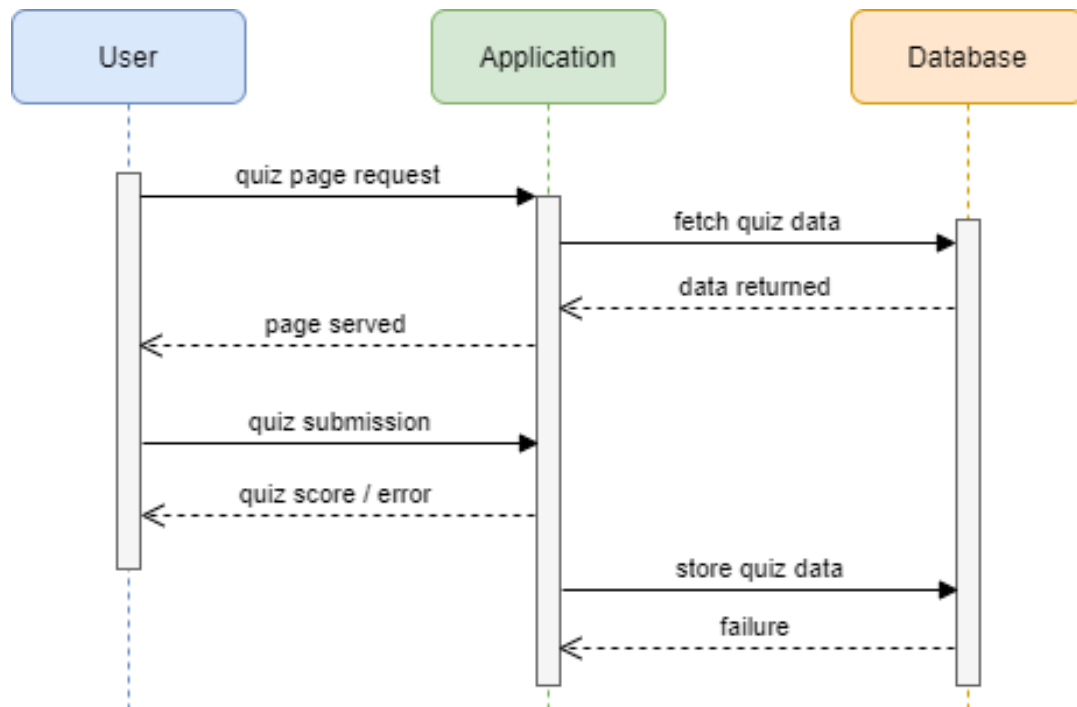 User
Application
Database
quiz page request
fetch quiz data
data returned
page served
quiz submission
quiz score / error
store quiz data
failure